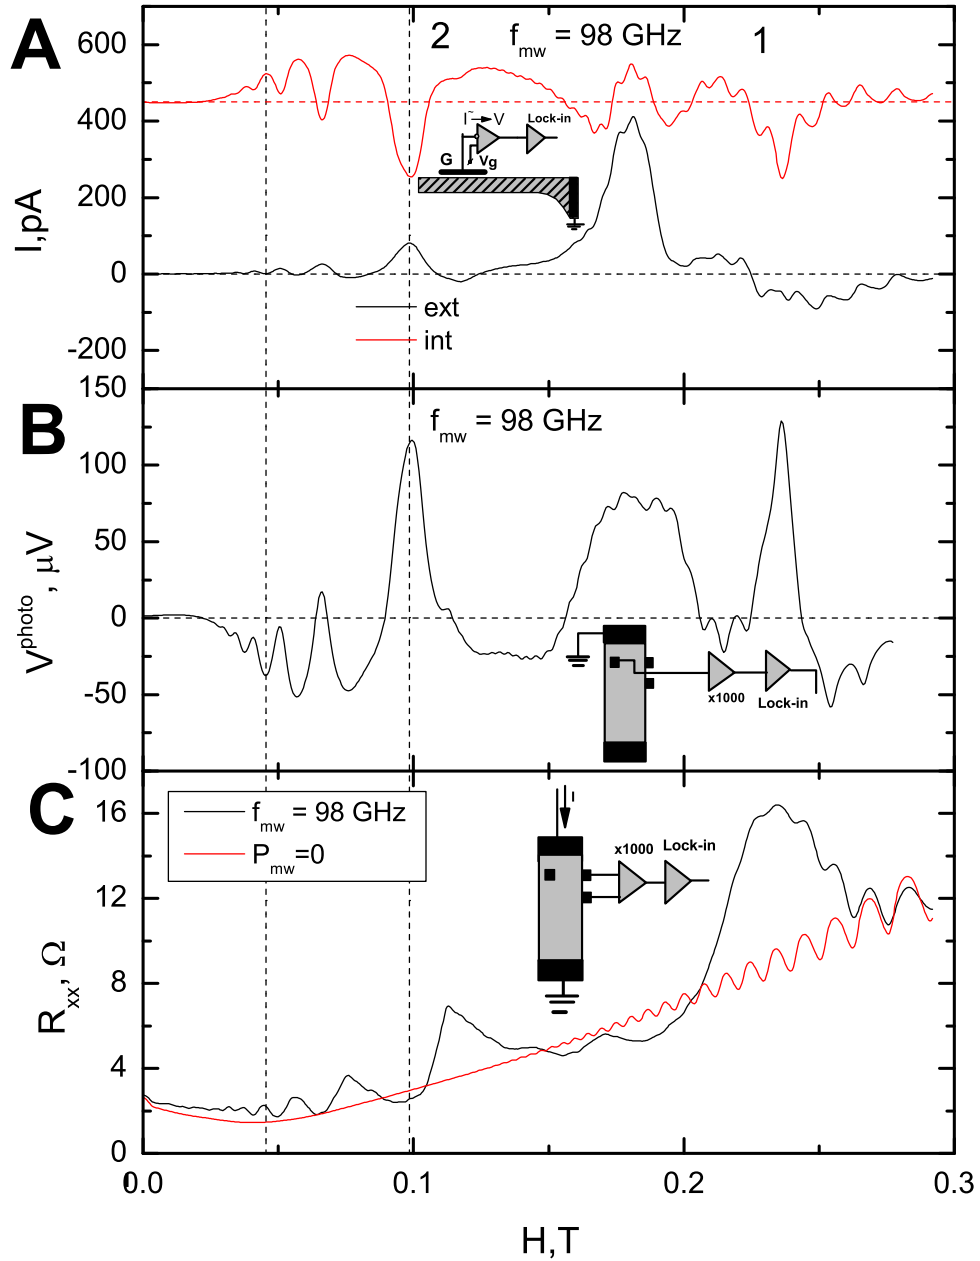 A
600
400
200
0
-200
I,pA
2
f_mw = 98 GHz
1
I~→V
Lock-in
G
Vg
ext
int
B
150
100
50
0
-50
-100
V^photo, μV
f_mw = 98 GHz
x1000
Lock-in
C
16
12
8
4
0
R_xx, Ω
f_mw = 98 GHz
P_mw=0
I
x1000
Lock-in
0.0
0.1
0.2
0.3
H,T